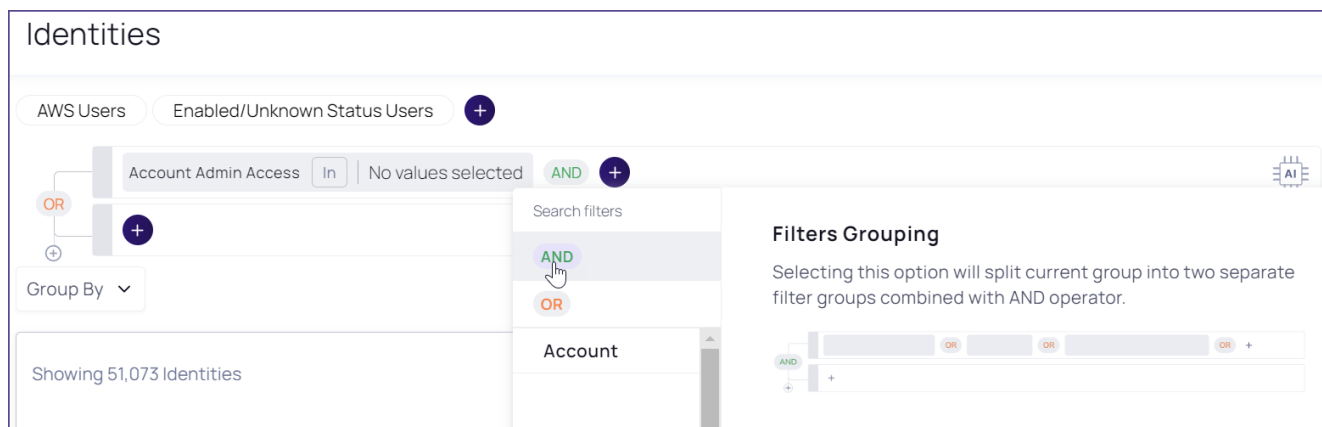 Identities
AWS Users Enabled/Unknown Status Users +
Account Admin Access In No values selected AND +
AI
OR
+
+
Group By
Showing 51,073 Identities
Search filters
AND
OR
Account
Filters Grouping
Selecting this option will split current group into two separate
filter groups combined with AND operator.
OR OR OR +
AND
+
+